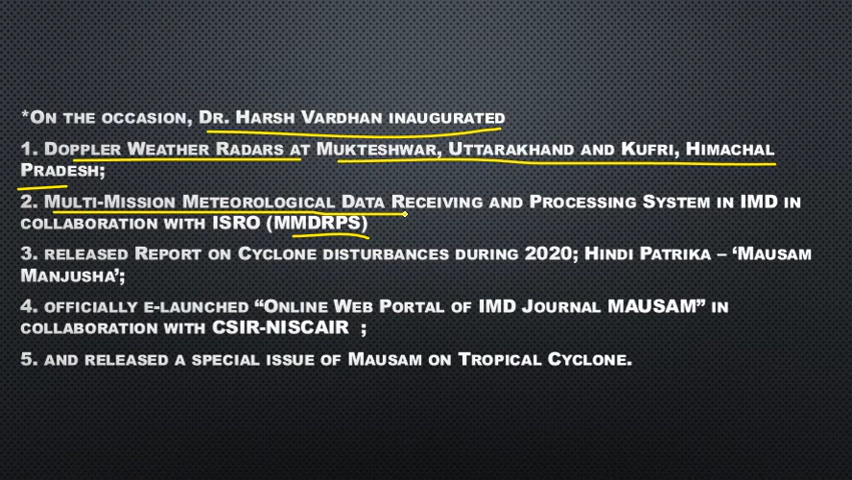 *On the occasion, Dr. Harsh Vardhan inaugurated
1. Doppler Weather Radars at Mukteshwar, Uttarakhand and Kufri, Himachal
Pradesh;
2. Multi-Mission Meteorological Data Receiving and Processing System in IMD in
collaboration with ISRO (MMDRPS)
3. released Report on Cyclone disturbances during 2020; Hindi Patrika – ‘Mausam
Manjusha’;
4. officially e-launched “Online Web Portal of IMD Journal MAUSAM” in
collaboration with CSIR-NISCAIR ;
5. and released a special issue of Mausam on Tropical Cyclone.